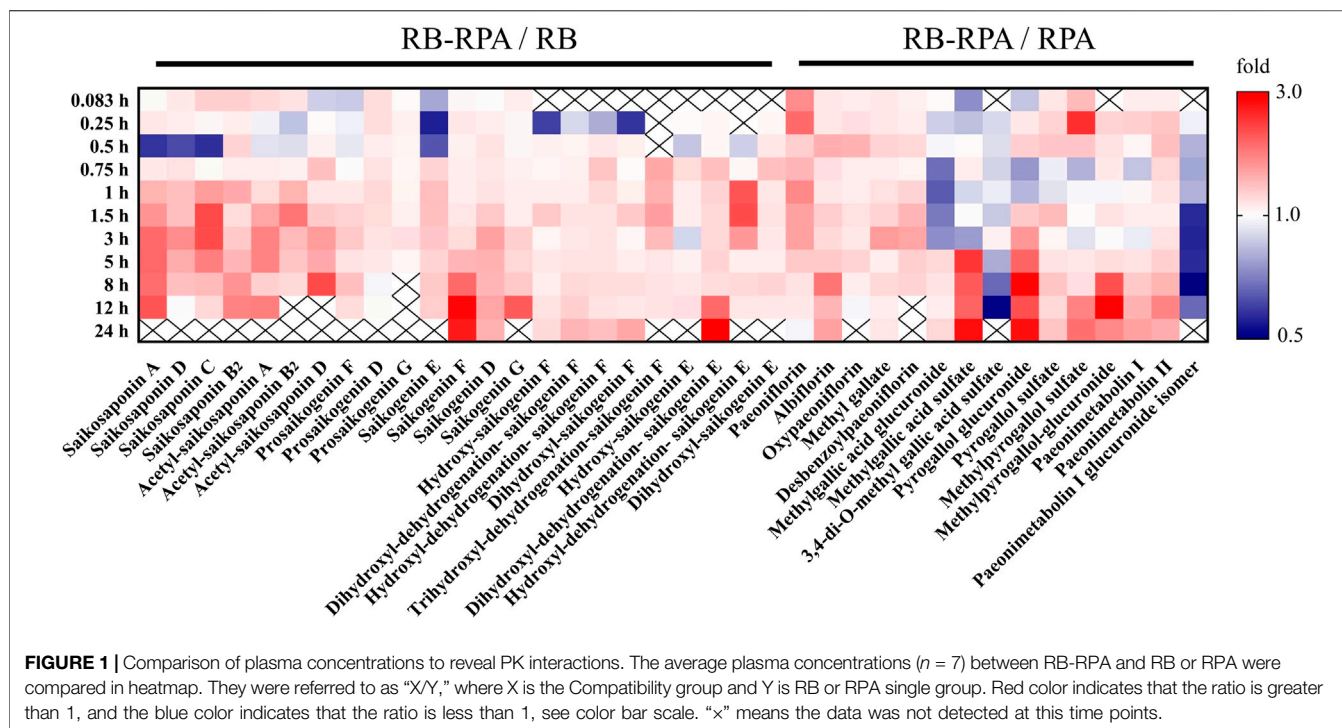 RB-RPA / RB
RB-RPA / RPA
fold
3.0
1.0
0.5
0.083 h
0.25 h
0.5 h
0.75 h
1 h
1.5 h
3 h
5 h
8 h
12 h
24 h
Saikosaponin A
Saikosaponin D
Saikosaponin C
Saikosaponin B2
Acetyl-saikosaponin A
Acetyl-saikosaponin B2
Acetyl-saikosaponin D
Prosaikogenin F
Prosaikogenin D
Prosaikogenin G
Saikogenin E
Saikogenin F
Saikogenin D
Saikogenin G
Hydroxy-saikogenin F
Dihydroxyl-dehydrogenation- saikogenin F
Hydroxyl-dehydrogenation- saikogenin F
Dihydroxyl-saikogenin F
Trihydroxyl-dehydrogenation-saikogenin F
Hydroxy-saikogenin E
Dihydroxyl-dehydrogenation- saikogenin E
Hydroxyl-dehydrogenation- saikogenin E
Dihydroxyl-saikogenin E
Paeoniflorin
Albiflorin
Oxypaeoniflorin
Methyl gallate
Desbenzoylpaeoniflorin
Methylgallic acid glucuronide
Methylgallic acid sulfate
3,4-di-O-methyl gallic acid sulfate
Pyrogallol glucuronide
Pyrogallol sulfate
Methylpyrogallol sulfate
Methylpyrogallol-glucuronide
Paeonimetabolin I
Paeonimetabolin II
Paeonimetabolin I glucuronide isomer
FIGURE 1 | Comparison of plasma concentrations to reveal PK interactions. The average plasma concentrations (n = 7) between RB-RPA and RB or RPA were
compared in heatmap. They were referred to as “X/Y,” where X is the Compatibility group and Y is RB or RPA single group. Red color indicates that the ratio is greater
than 1, and the blue color indicates that the ratio is less than 1, see color bar scale. “×” means the data was not detected at this time points.